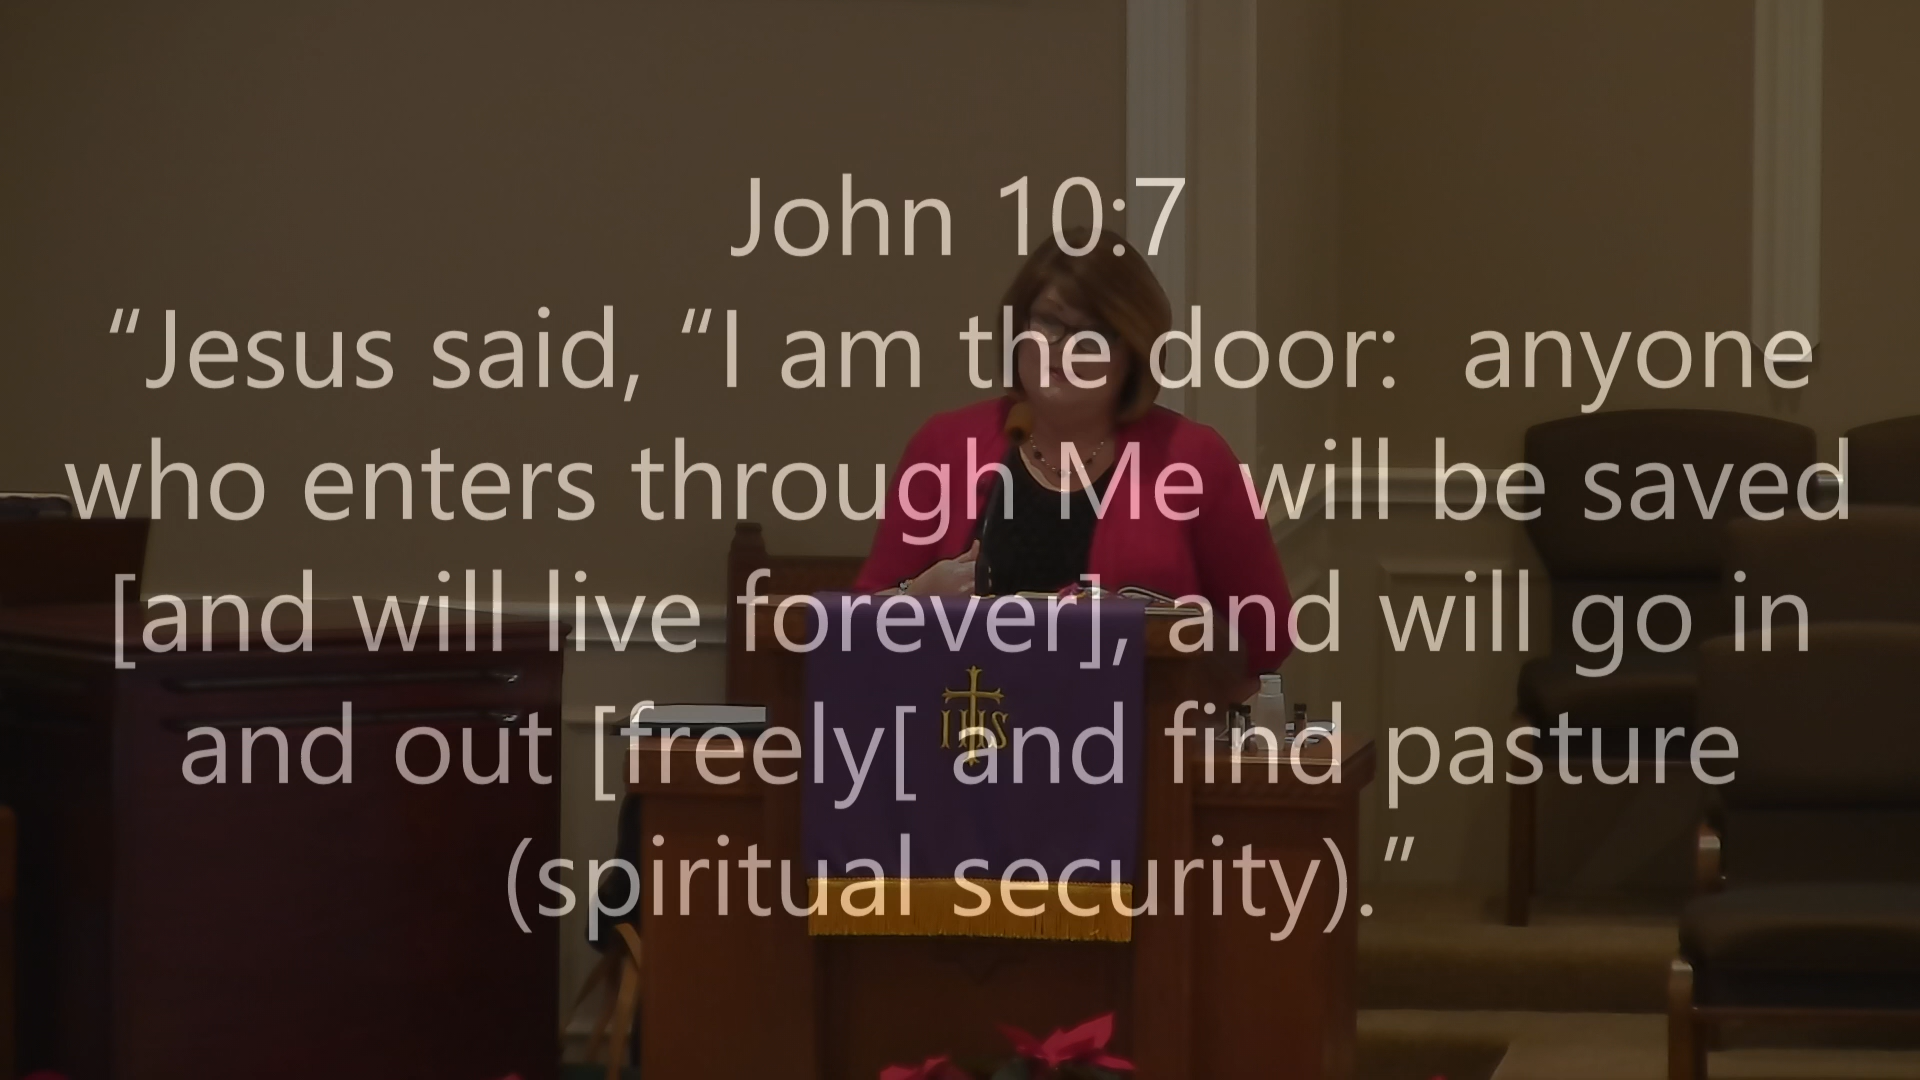 John 10:7
“Jesus said, “I am the door:  anyone
who enters through Me will be saved
[and will live forever], and will go in
and out [freely[ and find pasture
(spiritual security).”
IHS